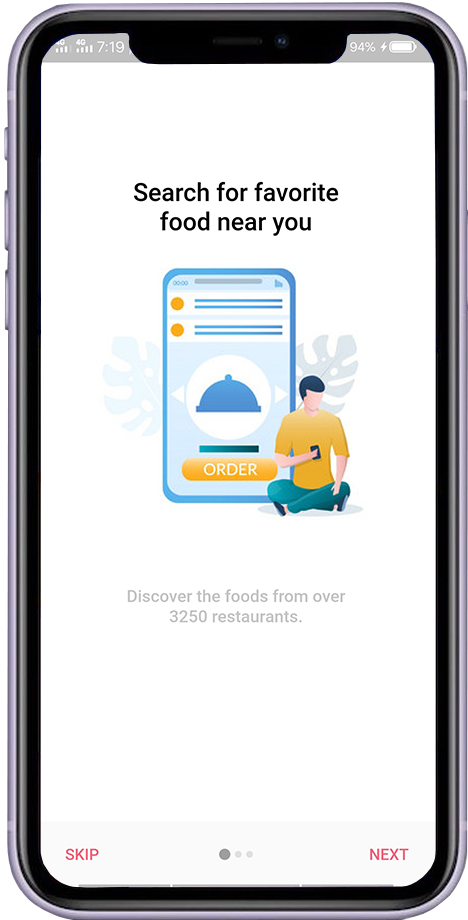 4G 4G 7:19 94%
Search for favorite
food near you
00:00
ORDER
Discover the foods from over
3250 restaurants.
SKIP NEXT